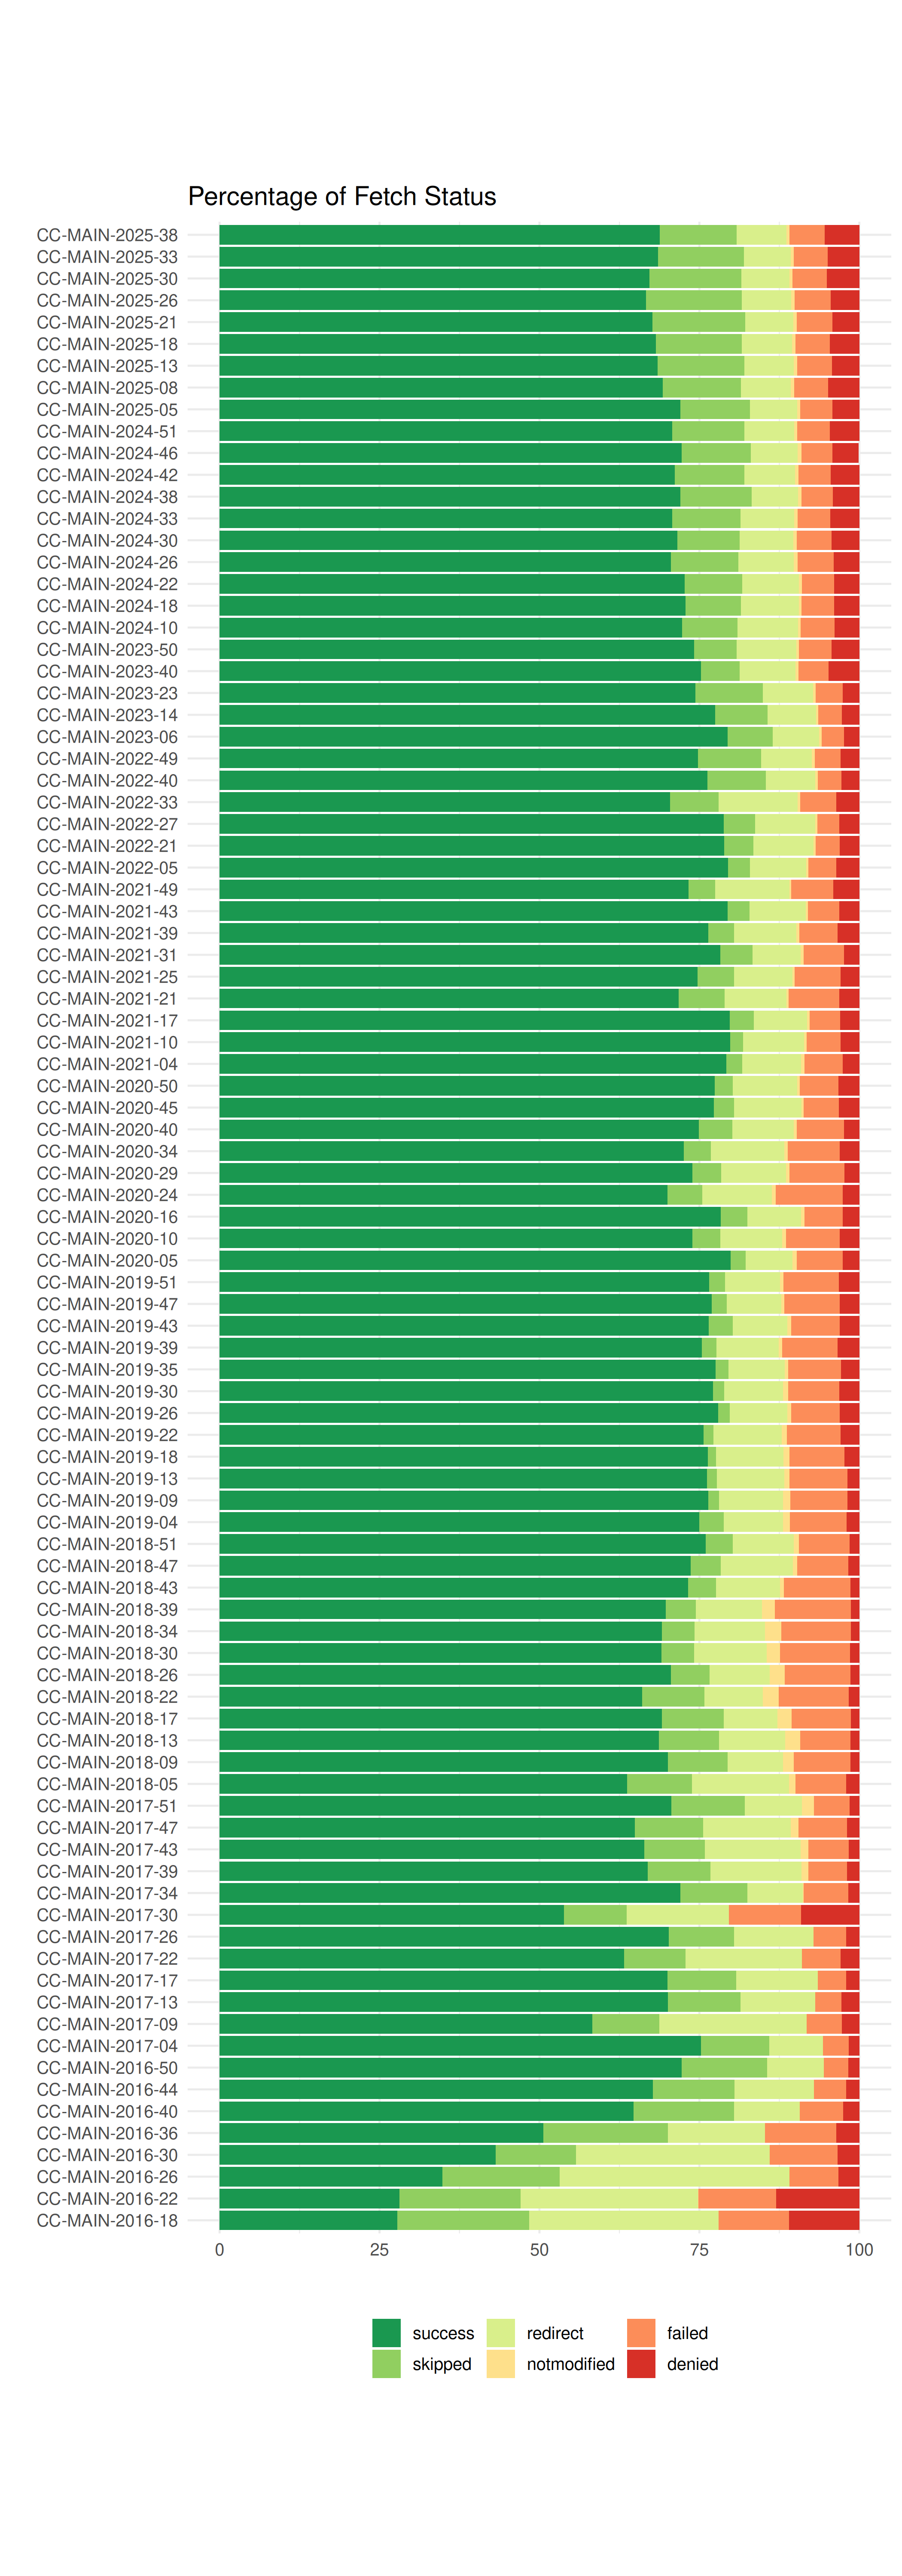 Percentage of Fetch Status
CC-MAIN-2025-38
CC-MAIN-2025-33
CC-MAIN-2025-30
CC-MAIN-2025-26
CC-MAIN-2025-21
CC-MAIN-2025-18
CC-MAIN-2025-13
CC-MAIN-2025-08
CC-MAIN-2025-05
CC-MAIN-2024-51
CC-MAIN-2024-46
CC-MAIN-2024-42
CC-MAIN-2024-38
CC-MAIN-2024-33
CC-MAIN-2024-30
CC-MAIN-2024-26
CC-MAIN-2024-22
CC-MAIN-2024-18
CC-MAIN-2024-10
CC-MAIN-2023-50
CC-MAIN-2023-40
CC-MAIN-2023-23
CC-MAIN-2023-14
CC-MAIN-2023-06
CC-MAIN-2022-49
CC-MAIN-2022-40
CC-MAIN-2022-33
CC-MAIN-2022-27
CC-MAIN-2022-21
CC-MAIN-2022-05
CC-MAIN-2021-49
CC-MAIN-2021-43
CC-MAIN-2021-39
CC-MAIN-2021-31
CC-MAIN-2021-25
CC-MAIN-2021-21
CC-MAIN-2021-17
CC-MAIN-2021-10
CC-MAIN-2021-04
CC-MAIN-2020-50
CC-MAIN-2020-45
CC-MAIN-2020-40
CC-MAIN-2020-34
CC-MAIN-2020-29
CC-MAIN-2020-24
CC-MAIN-2020-16
CC-MAIN-2020-10
CC-MAIN-2020-05
CC-MAIN-2019-51
CC-MAIN-2019-47
CC-MAIN-2019-43
CC-MAIN-2019-39
CC-MAIN-2019-35
CC-MAIN-2019-30
CC-MAIN-2019-26
CC-MAIN-2019-22
CC-MAIN-2019-18
CC-MAIN-2019-13
CC-MAIN-2019-09
CC-MAIN-2019-04
CC-MAIN-2018-51
CC-MAIN-2018-47
CC-MAIN-2018-43
CC-MAIN-2018-39
CC-MAIN-2018-34
CC-MAIN-2018-30
CC-MAIN-2018-26
CC-MAIN-2018-22
CC-MAIN-2018-17
CC-MAIN-2018-13
CC-MAIN-2018-09
CC-MAIN-2018-05
CC-MAIN-2017-51
CC-MAIN-2017-47
CC-MAIN-2017-43
CC-MAIN-2017-39
CC-MAIN-2017-34
CC-MAIN-2017-30
CC-MAIN-2017-26
CC-MAIN-2017-22
CC-MAIN-2017-17
CC-MAIN-2017-13
CC-MAIN-2017-09
CC-MAIN-2017-04
CC-MAIN-2016-50
CC-MAIN-2016-44
CC-MAIN-2016-40
CC-MAIN-2016-36
CC-MAIN-2016-30
CC-MAIN-2016-26
CC-MAIN-2016-22
CC-MAIN-2016-18
0 25 50 75 100
success redirect failed
skipped notmodified denied